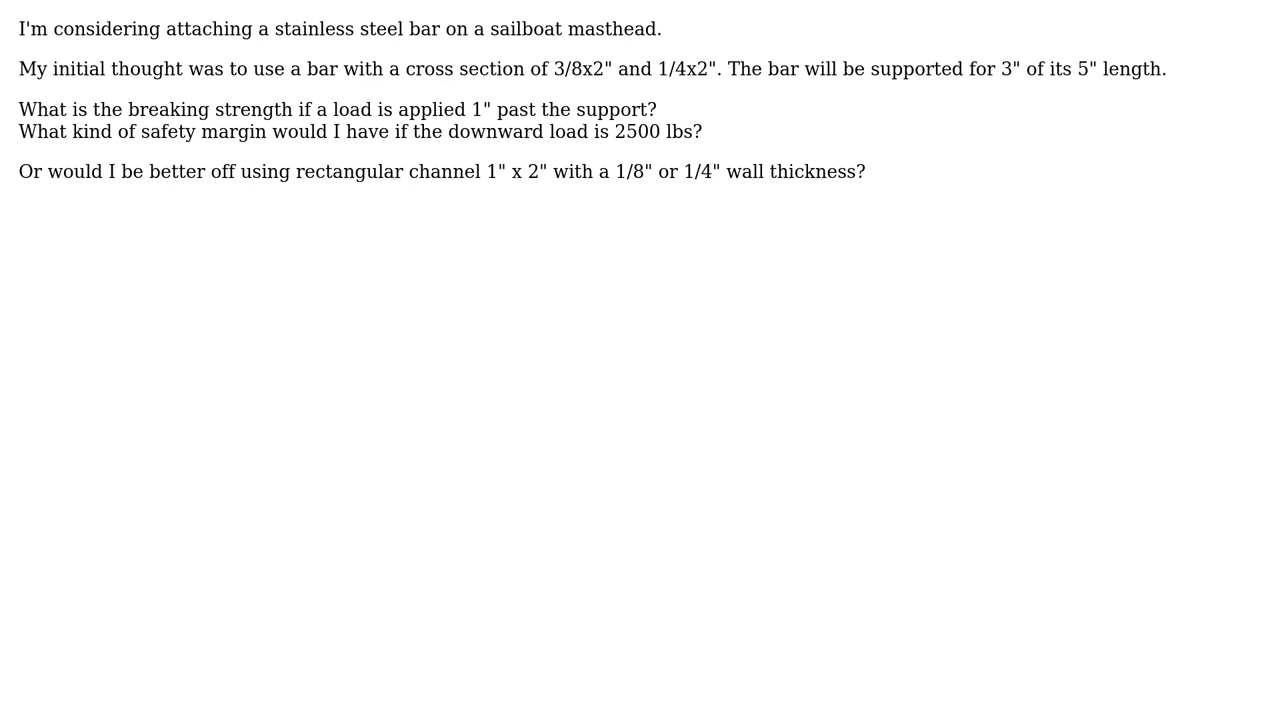 I'm considering attaching a stainless steel bar on a sailboat masthead.
My initial thought was to use a bar with a cross section of 3/8x2" and 1/4x2". The bar will be supported for 3" of its 5" length.
What is the breaking strength if a load is applied 1" past the support?
What kind of safety margin would I have if the downward load is 2500 lbs?
Or would I be better off using rectangular channel 1" x 2" with a 1/8" or 1/4" wall thickness?